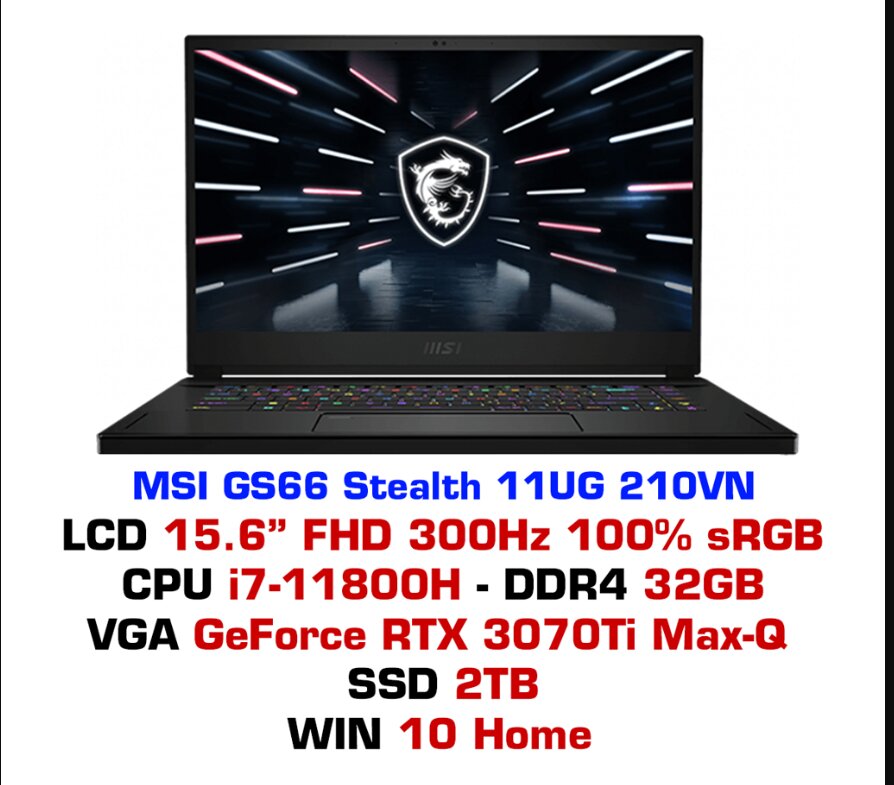 MSI
MSI GS66 Stealth 11UG 210VN
LCD 15.6” FHD 300Hz 100% sRGB
CPU i7-11800H - DDR4 32GB
VGA GeForce RTX 3070Ti Max-Q
SSD 2TB
WIN 10 Home